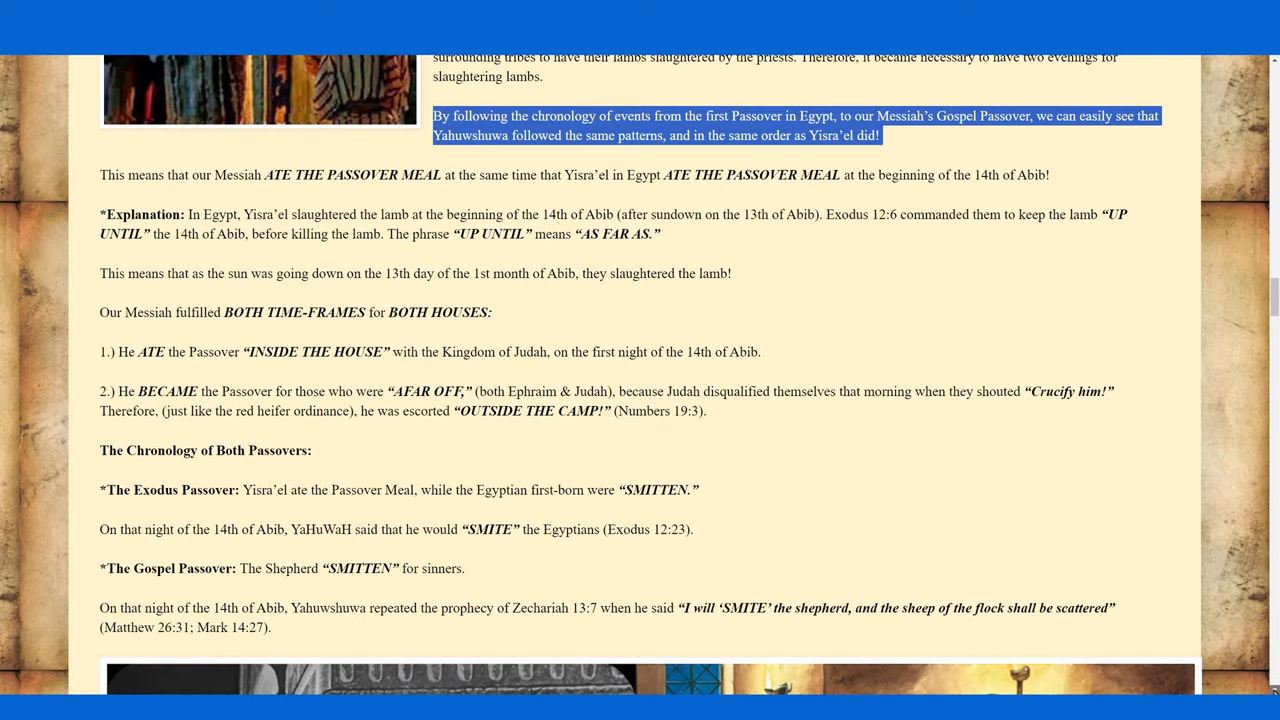 surrounding tribes to have their lambs slaughtered by the priests. Therefore, it became necessary to have two evenings for
slaughtering lambs.
By following the chronology of events from the first Passover in Egypt, to our Messiah’s Gospel Passover, we can easily see that
Yahuwshuwa followed the same patterns, and in the same order as Yisra’el did!
This means that our Messiah ATE THE PASSOVER MEAL at the same time that Yisra’el in Egypt ATE THE PASSOVER MEAL at the beginning of the 14th of Abib!
*Explanation: In Egypt, Yisra’el slaughtered the lamb at the beginning of the 14th of Abib (after sundown on the 13th of Abib). Exodus 12:6 commanded them to keep the lamb “UP
UNTIL” the 14th of Abib, before killing the lamb. The phrase “UP UNTIL” means “AS FAR AS.”
This means that as the sun was going down on the 13th day of the 1st month of Abib, they slaughtered the lamb!
Our Messiah fulfilled BOTH TIME-FRAMES for BOTH HOUSES:
1.) He ATE the Passover “INSIDE THE HOUSE” with the Kingdom of Judah, on the first night of the 14th of Abib.
2.) He BECAME the Passover for those who were “AFAR OFF,” (both Ephraim & Judah), because Judah disqualified themselves that morning when they shouted “Crucify him!”
Therefore, (just like the red heifer ordinance), he was escorted “OUTSIDE THE CAMP!” (Numbers 19:3).
The Chronology of Both Passovers:
*The Exodus Passover: Yisra’el ate the Passover Meal, while the Egyptian first-born were “SMITTEN.”
On that night of the 14th of Abib, YaHuWaH said that he would “SMITE” the Egyptians (Exodus 12:23).
*The Gospel Passover: The Shepherd “SMITTEN” for sinners.
On that night of the 14th of Abib, Yahuwshuwa repeated the prophecy of Zechariah 13:7 when he said “I will ‘SMITE’ the shepherd, and the sheep of the flock shall be scattered”
(Matthew 26:31; Mark 14:27).